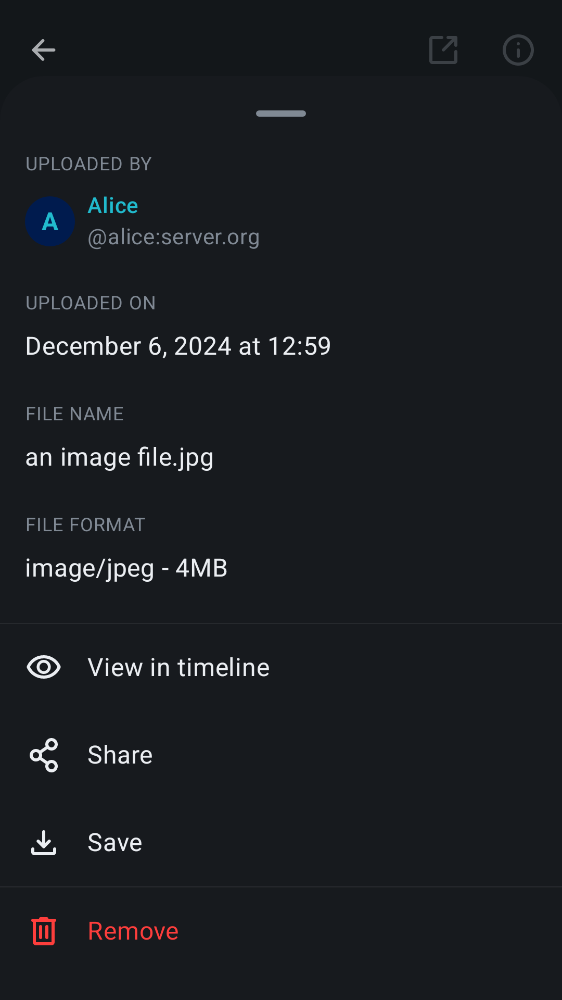 UPLOADED BY
A
Alice
@alice:server.org
UPLOADED ON
December 6, 2024 at 12:59
FILE NAME
an image file.jpg
FILE FORMAT
image/jpeg - 4MB
View in timeline
Share
Save
Remove